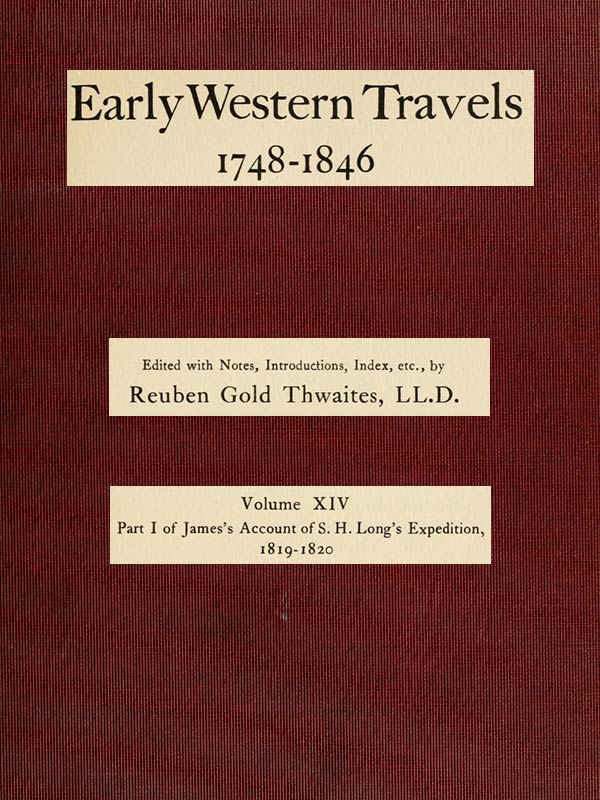 Early Western Travels
1748-1846
Edited with Notes, Introductions, Index, etc., by
Reuben Gold Thwaites, LL.D.
Volume XIV
Part I of James's Account of S. H. Long's Expedition,
1819-1820